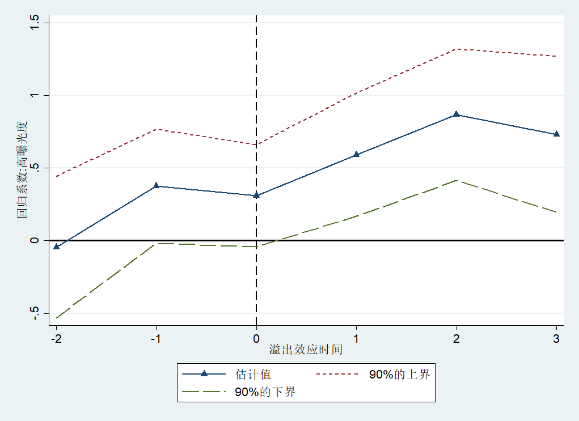 1.5
1
.5
0
-.5
回归系数:高曝光度
-2 -1 0 1 2 3
溢出效应时间
估计值 90%的上界
90%的下界